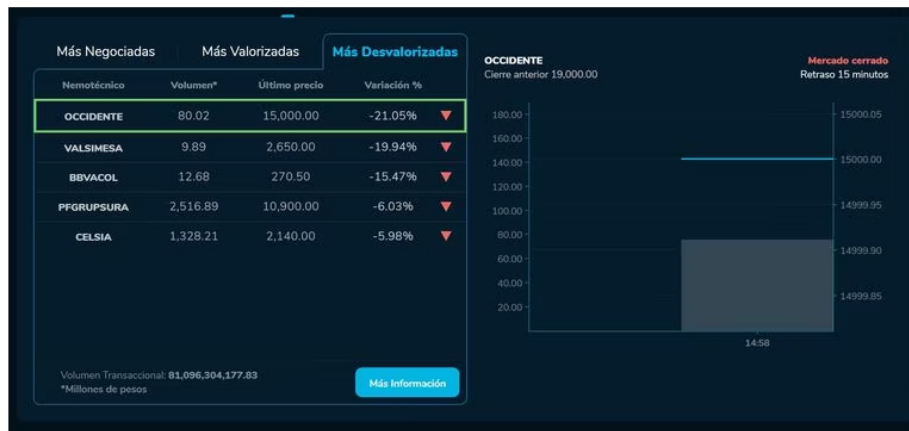 Más Negociadas
Más Valorizadas
Más Desvalorizadas
Nemotécnico Volumen* Último precio Variación %
OCCIDENTE 80.02 15,000.00 -21.05% ▼
VALSIMESA 9.89 2,650.00 -19.94% ▼
BBVACOL 12.68 270.50 -15.47% ▼
PFGRUPSURA 2,516.89 10,900.00 -6.03% ▼
CELSIA 1,328.21 2,140.00 -5.98% ▼
Volumen Transaccional: 81,096,304,177.83
*Millones de pesos
Más Información
OCCIDENTE
Cierre anterior 19,000.00
Mercado cerrado
Retraso 15 minutos
180.00
160.00
140.00
120.00
100.00
80.00
60.00
40.00
20.00
15000.05
15000.00
14999.95
14999.90
14999.85
14:58